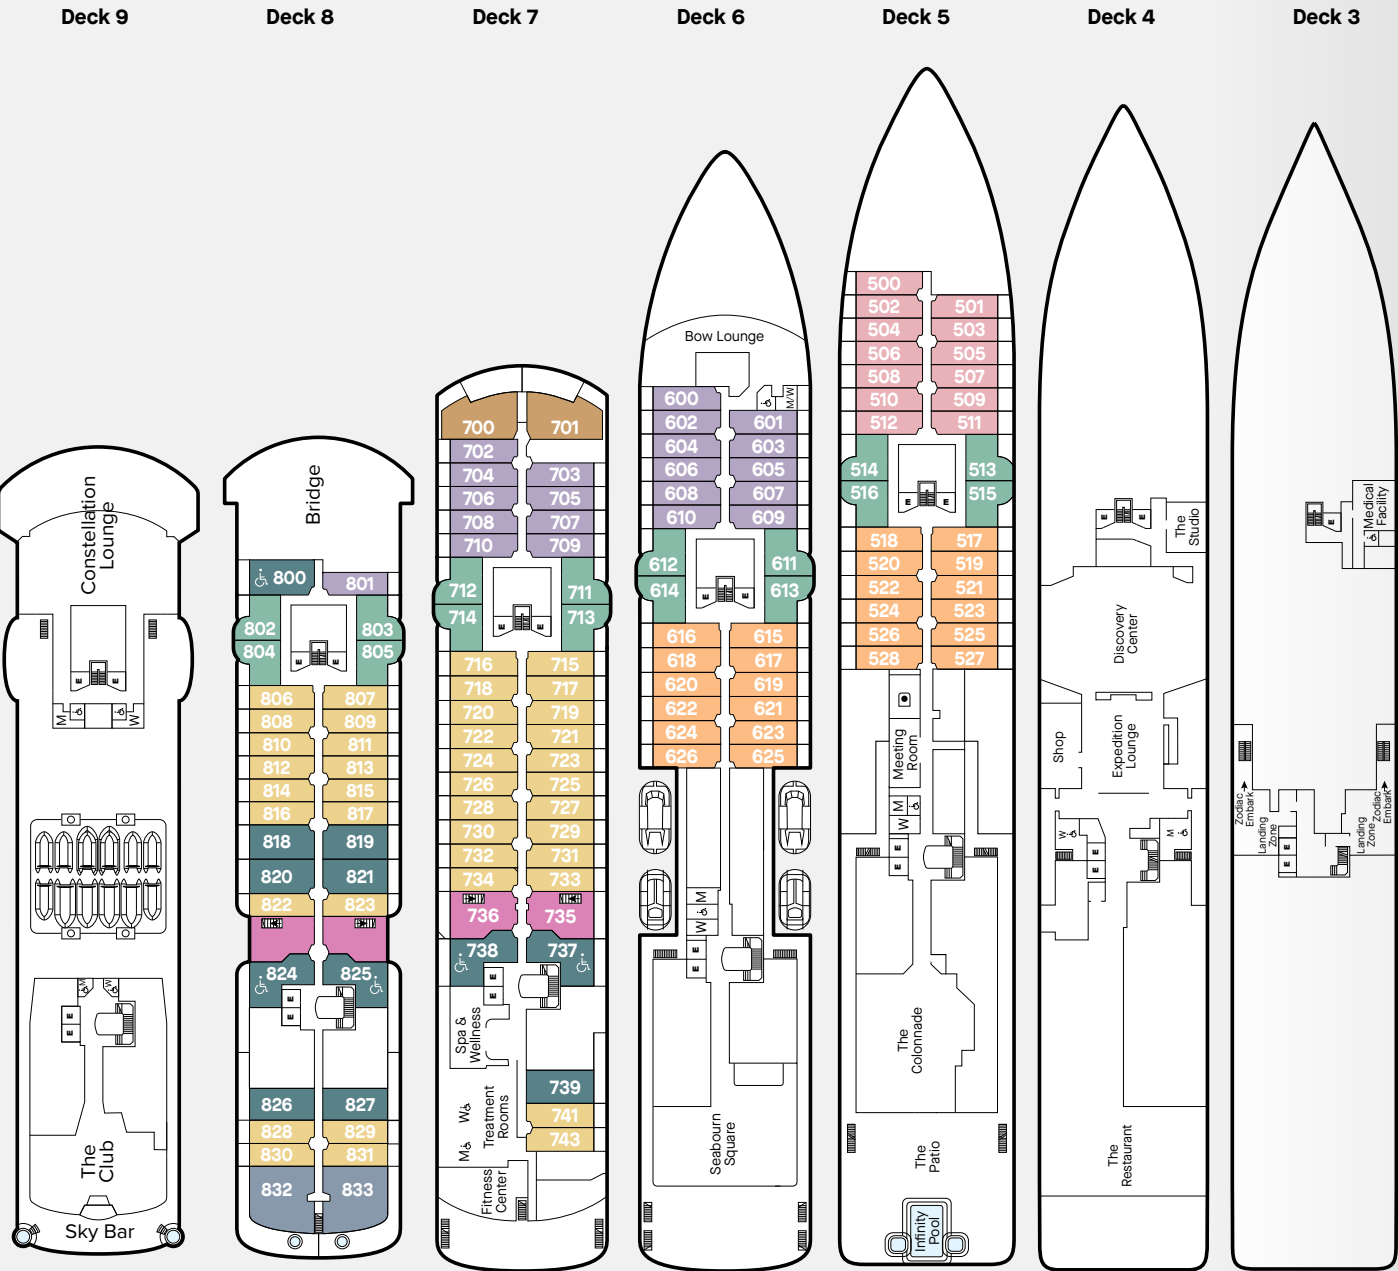 Deck 9
Deck 8
Deck 7
Deck 6
Deck 5
Deck 4
Deck 3
Constellation
Lounge
E
E
M
W
M
W
E
E
The
Club
Sky Bar
Bridge
800
801
802
803
804
805
E
E
806
807
808
809
810
811
812
813
814
815
816
817
818
819
820
821
822
823
824
825
E
E
826
827
828
829
830
831
832
833
700
701
702
704
703
706
705
708
707
710
709
712
711
714
713
E
E
716
715
718
717
720
719
722
721
724
723
726
725
728
727
730
729
732
731
734
733
736
735
738
737
E
E
Spa &
Wellness
739
741
743
Treatment
Rooms
W
M
Fitness
Center
Bow Lounge
M/W
600
602
601
604
603
606
605
608
607
610
609
612
611
614
613
E
E
616
615
618
617
620
619
622
621
624
623
626
625
M
W
E
E
Seabourn
Square
500
502
501
504
503
506
505
508
507
510
509
512
511
514
513
516
515
E
E
518
517
520
519
522
521
524
523
526
525
528
527
Meeting
Room
M
W
E
E
The
Colonnade
The
Patio
Infinity
Pool
E
E
The
Studio
Discovery
Center
Shop
Expedition
Lounge
W
M
E
E
The
Restaurant
E
Medical
Facility
Zodiac
Embark
Zodiac
Embark
Landing
Zone
Landing
Zone
E
E